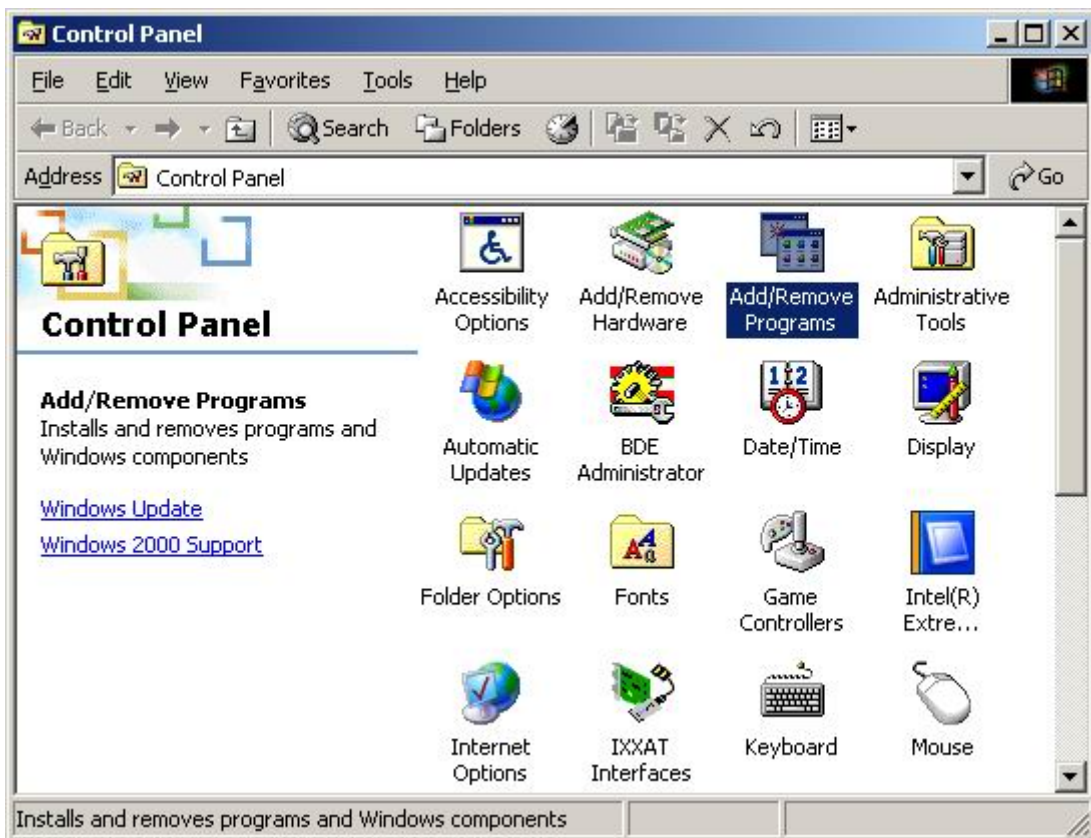 Control Panel
File Edit View Favorites Tools Help
Back Search Folders
Address Control Panel Go
Control Panel
Add/Remove Programs
Installs and removes programs and
Windows components
Windows Update
Windows 2000 Support
Accessibility
Options
Add/Remove
Hardware
Add/Remove
Programs
Administrative
Tools
Automatic
Updates
BDE
Administrator
Date/Time
Display
Folder Options
Fonts
Game
Controllers
Intel(R)
Extre...
Internet
Options
IXXAT
Interfaces
Keyboard
Mouse
Installs and removes programs and Windows components